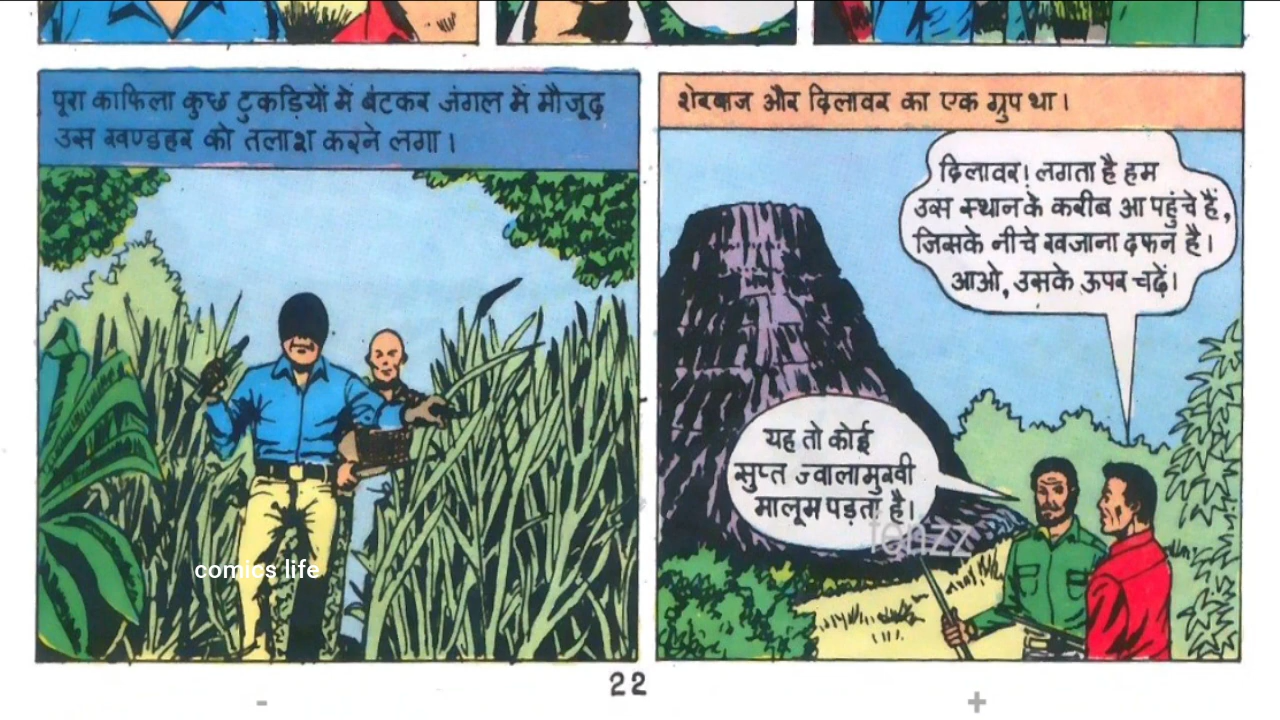 पूरा काफिला कुछ टुकड़ियों में बंटकर जंगल में मौजूद
उस खण्डहर को तलाश करने लगा।
शेरबाज और दिलावर का एक ग्रुप था।
दिलावर! लगता है हम
उस स्थान के करीब आ पहुंचे हैं,
जिसके नीचे खजाना दफन है।
आओ, उसके ऊपर चढ़ें।
यह तो कोई
सुप्त ज्वालामुखी
मालूम पड़ता है।
fenzz
comics life
22
- +